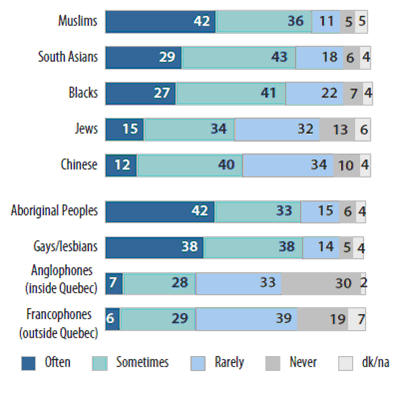 Muslims 42 36 11 5 5
South Asians 29 43 18 6 4
Blacks 27 41 22 7 4
Jews 15 34 32 13 6
Chinese 12 40 34 10 4
Aboriginal Peoples 42 33 15 6 4
Gays/lesbians 38 38 14 5 4
Anglophones
(inside Quebec) 7 28 33 30 2
Francophones
(outside Quebec) 6 29 39 19 7
Often Sometimes Rarely Never dk/na